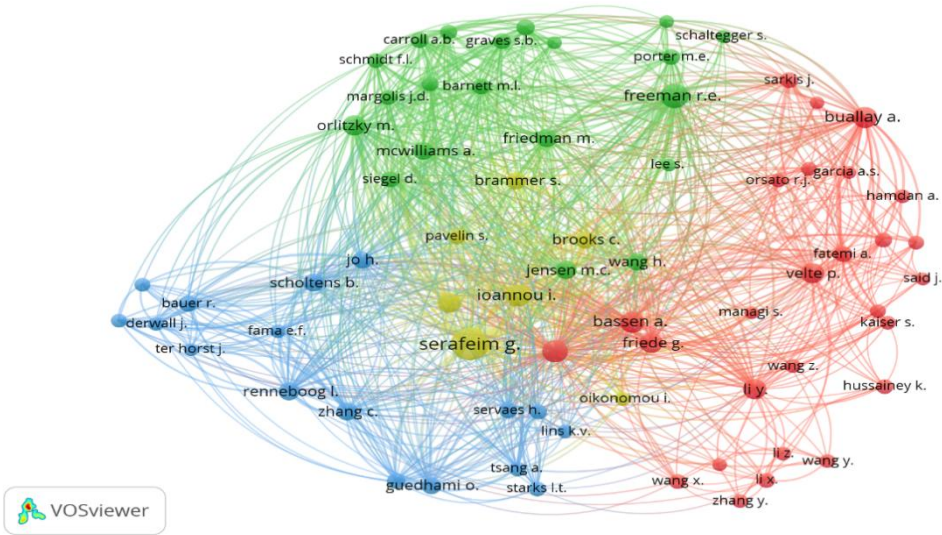 schaltegger s.
carroll a.b.
graves s.b.
schmidt f.l.
porter m.e.
sarkis j.
barnett m.l.
margolis j.d.
freeman r.e.
buallay a.
orlitzky m.
friedman m.
mcwilliams a.
lee s.
garcia a.s.
siegel d.
brammer s.
orsato r.j.
hamdan a.
pavelin s.
brooks c.
fatemi a.
jo h.
wang h.
jensen m.c.
velte p.
said j.
scholtens b.
ioannou i.
bauer r.
managi s.
derwall j.
bassen a.
kaiser s.
fama e.f.
serafeim g.
friede g.
ter horst j.
wang z.
hussainey k.
renneboog l.
li y.
oikonomou i.
zhang c.
servaes h.
lins k.v.
li z.
wang y.
tsang a.
guedhami o.
starks l.t.
wang x.
li x.
zhang y.
VOSviewer